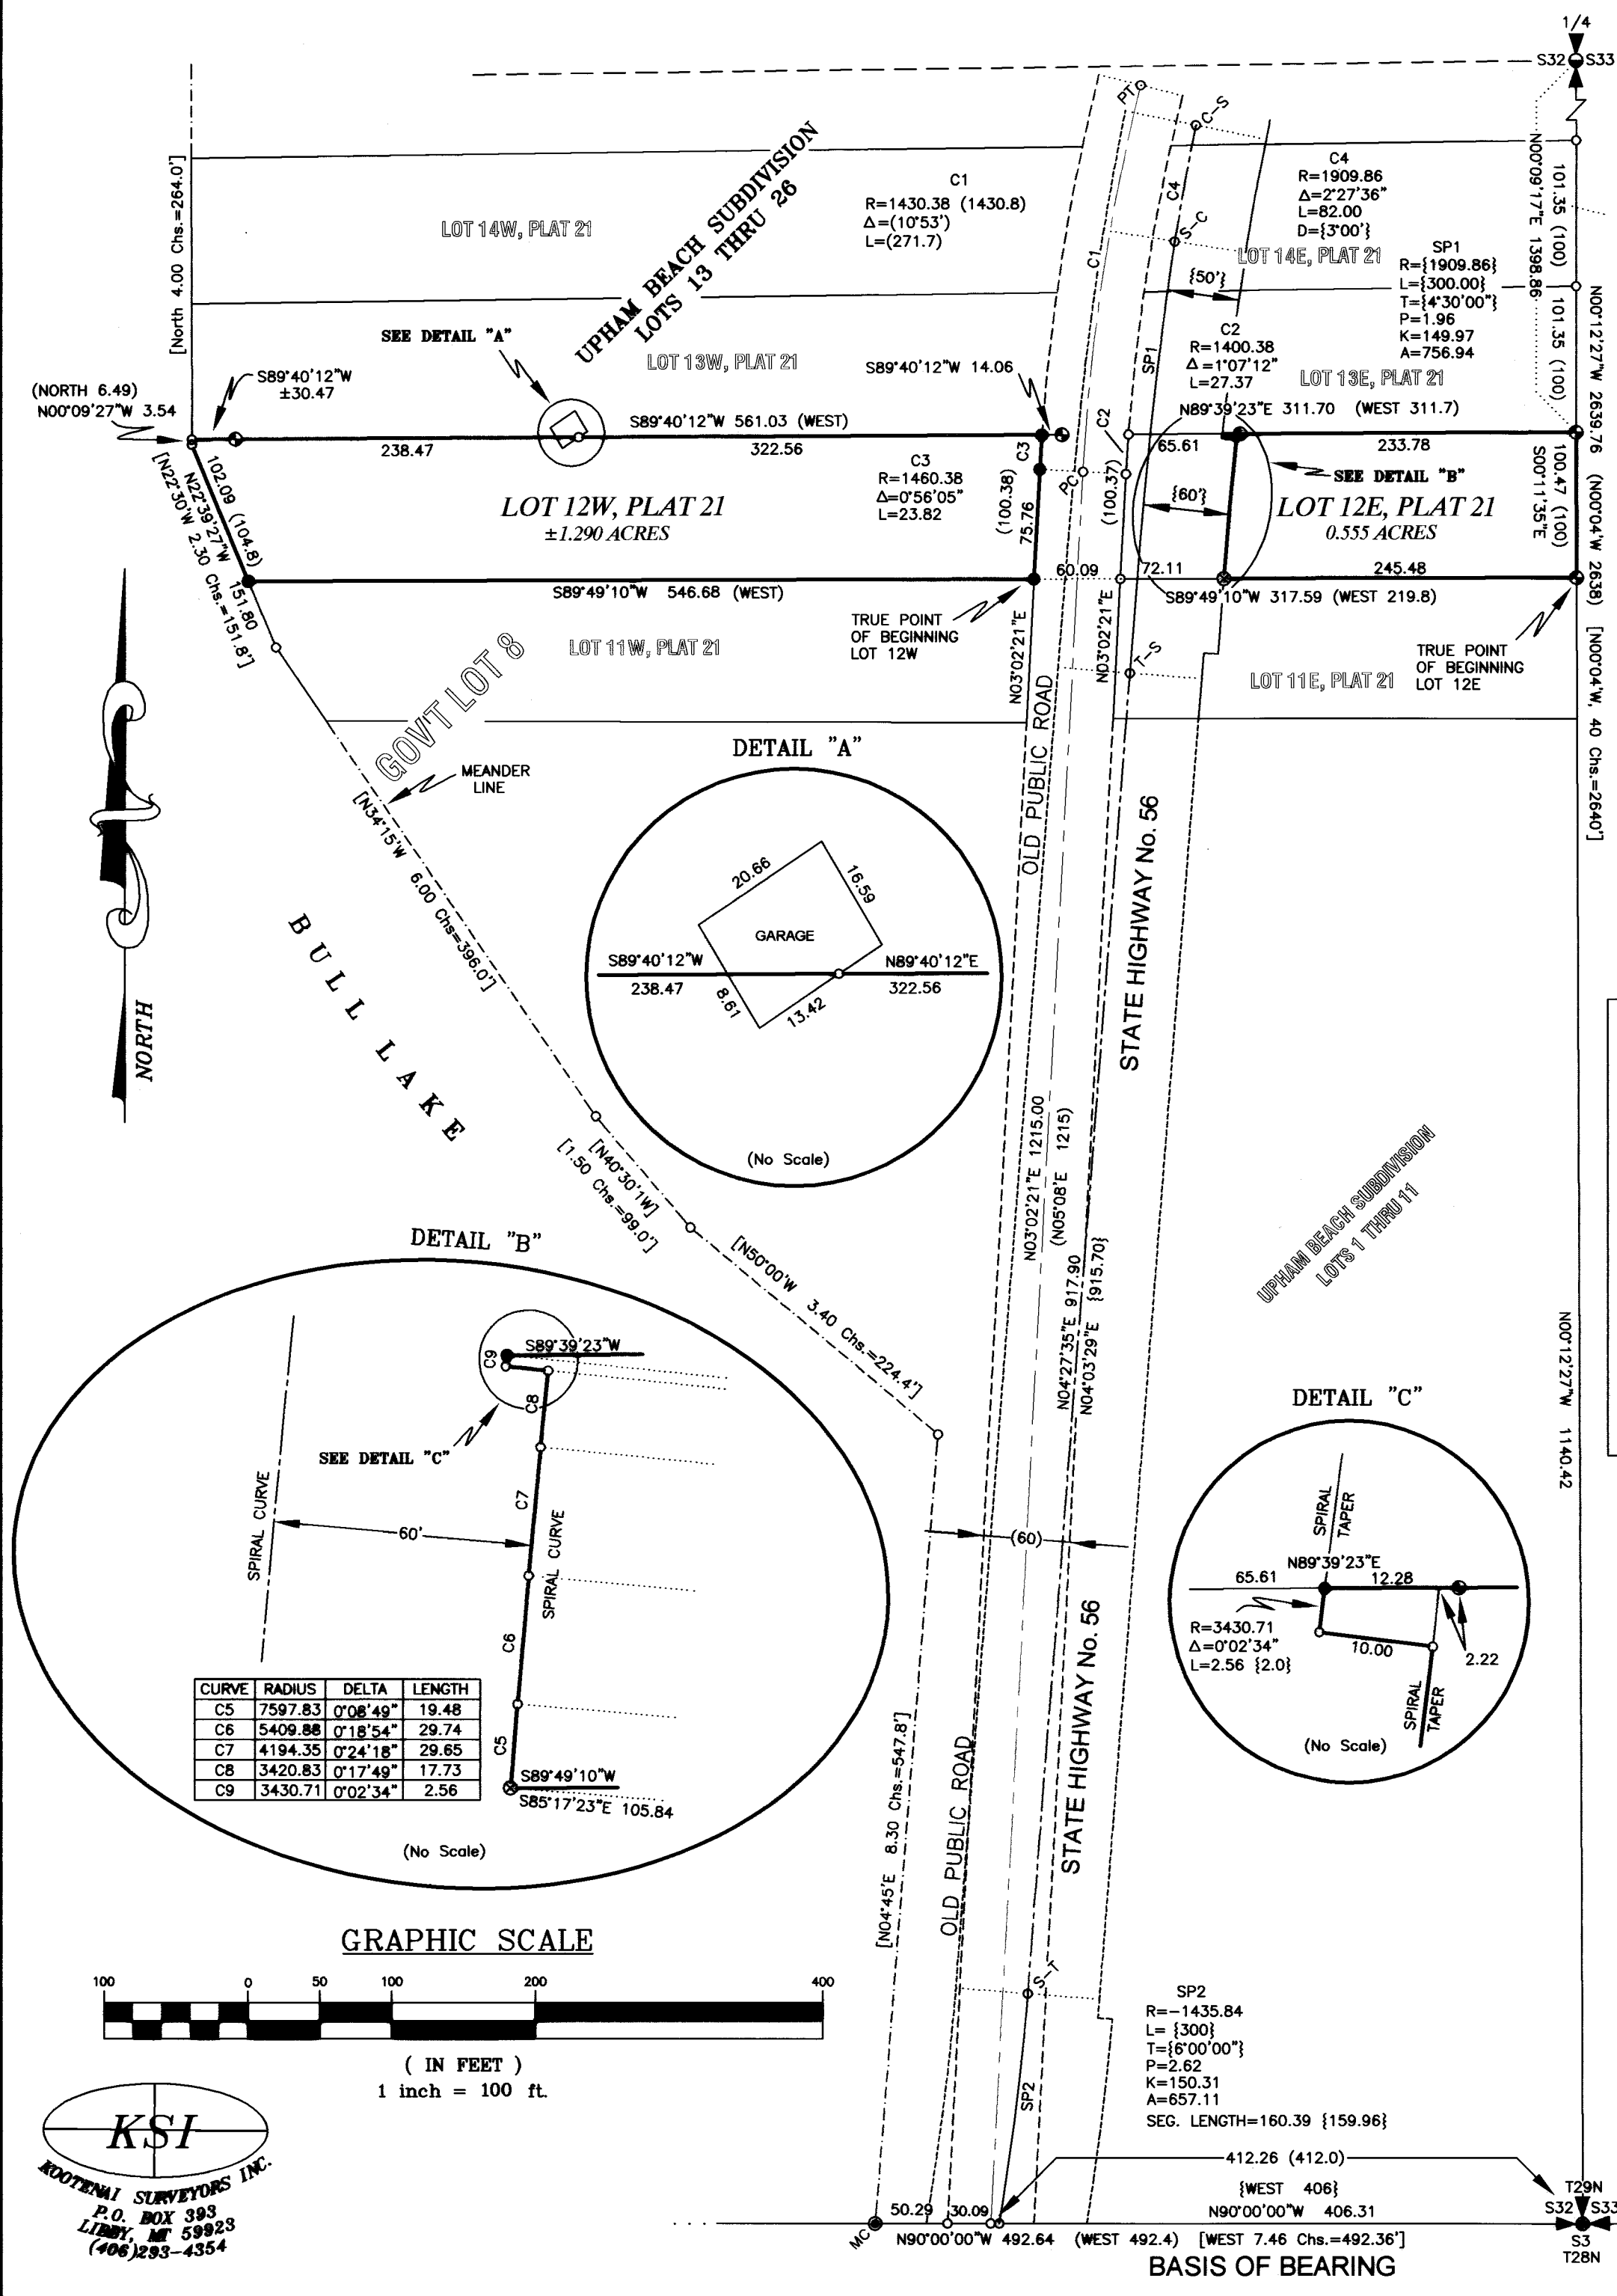 1/4
S32 S33
PT
C-S
[North 4.00 Chs.=264.0']
UPHAM BEACH SUBDIVISION
LOTS 13 THRU 26
LOT 14W, PLAT 21
C1
R=1430.38 (1430.8)
Δ=(10°53')
L=(271.7)
C1
C4
S-C
C4
R=1909.86
Δ=2°27'36"
L=82.00
D={3°00'}
LOT 14E, PLAT 21
{50'}
SP1
R={1909.86}
L={300.00}
T={4°30'00"}
P=1.96
K=149.97
A=756.94
N00°09'17"E 1398.86
101.35 (100)
101.35 (100)
N00°12'27"W 2639.76 (N00°04'W 2638) [N00°04'W, 40 Chs.=2640']
SEE DETAIL "A"
LOT 13W, PLAT 21
S89°40'12"W 14.06
SP1
C2
R=1400.38
Δ=1°07'12"
L=27.37
LOT 13E, PLAT 21
(NORTH 6.49)
N00°09'27"W 3.54
S89°40'12"W
±30.47
S89°40'12"W 561.03 (WEST)
238.47
322.56
C2
N89°39'23"E 311.70 (WEST 311.7)
65.61
233.78
SEE DETAIL "B"
102.09 (104.8)
N22°39'27"W
[N22°30'W 2.30 Chs.=151.8']
151.80
LOT 12W, PLAT 21
±1.290 ACRES
C3
R=1460.38
Δ=0°56'05"
L=23.82
C3
(100.38)
75.76
PC
(100.37)
{60'}
LOT 12E, PLAT 21
0.555 ACRES
100.47 (100)
S00°11'35"E
60.09
72.11
245.48
S89°49'10"W 546.68 (WEST)
S89°49'10"W 317.59 (WEST 219.8)
TRUE POINT
OF BEGINNING
LOT 12W
TRUE POINT
OF BEGINNING
LOT 12E
N03°02'21"E
N03°02'21"E
T-S
GOV'T LOT 8
LOT 11W, PLAT 21
LOT 11E, PLAT 21
MEANDER
LINE
[N34°15'W 6.00 Chs=396.0']
OLD PUBLIC ROAD
STATE HIGHWAY No. 56
DETAIL "A"
20.66
16.59
GARAGE
S89°40'12"W
N89°40'12"E
238.47
322.56
8.61
13.42
(No Scale)
NORTH
BULL LAKE
[N40°30'1W]
[1.50 Chs.=99.0']
[N50°00'W 3.40 Chs.=224.4']
N03°02'21"E 1215.00
(N05°08'E 1215)
N04°27'35"E 917.90
N04°03'29"E {915.70}
UPHAM BEACH SUBDIVISION
LOTS 1 THRU 11
N00°12'27"W 1140.42
DETAIL "B"
C9
S89°39'23"W
C8
SEE DETAIL "C"
SPIRAL CURVE
C7
60'
SPIRAL CURVE
C6
C5
S89°49'10"W
S85°17'23"E 105.84
CURVE RADIUS DELTA LENGTH
C5 7597.83 0°08'49" 19.48
C6 5409.88 0°18'54" 29.74
C7 4194.35 0°24'18" 29.65
C8 3420.83 0°17'49" 17.73
C9 3430.71 0°02'34" 2.56
(No Scale)
(60)
DETAIL "C"
SPIRAL
TAPER
N89°39'23"E
65.61
12.28
R=3430.71
Δ=0°02'34"
L=2.56 {2.0}
10.00
2.22
SPIRAL
TAPER
(No Scale)
[N04°45'E 8.30 Chs.=547.8']
OLD PUBLIC ROAD
STATE HIGHWAY No. 56
GRAPHIC SCALE
100 0 50 100 200 400
( IN FEET )
1 inch = 100 ft.
S-T
SP2
SP2
R=-1435.84
L= {300}
T={6°00'00"}
P=2.62
K=150.31
A=657.11
SEG. LENGTH=160.39 {159.96}
KSI
KOOTENAI SURVEYORS INC.
P.O. BOX 393
LIBBY, MT 59923
(406)293-4354
412.26 (412.0)
{WEST 406}
N90°00'00"W 406.31
50.29
30.09
MC
N90°00'00"W 492.64 (WEST 492.4) [WEST 7.46 Chs.=492.36']
BASIS OF BEARING
T29N
S32 S33
S3
T28N